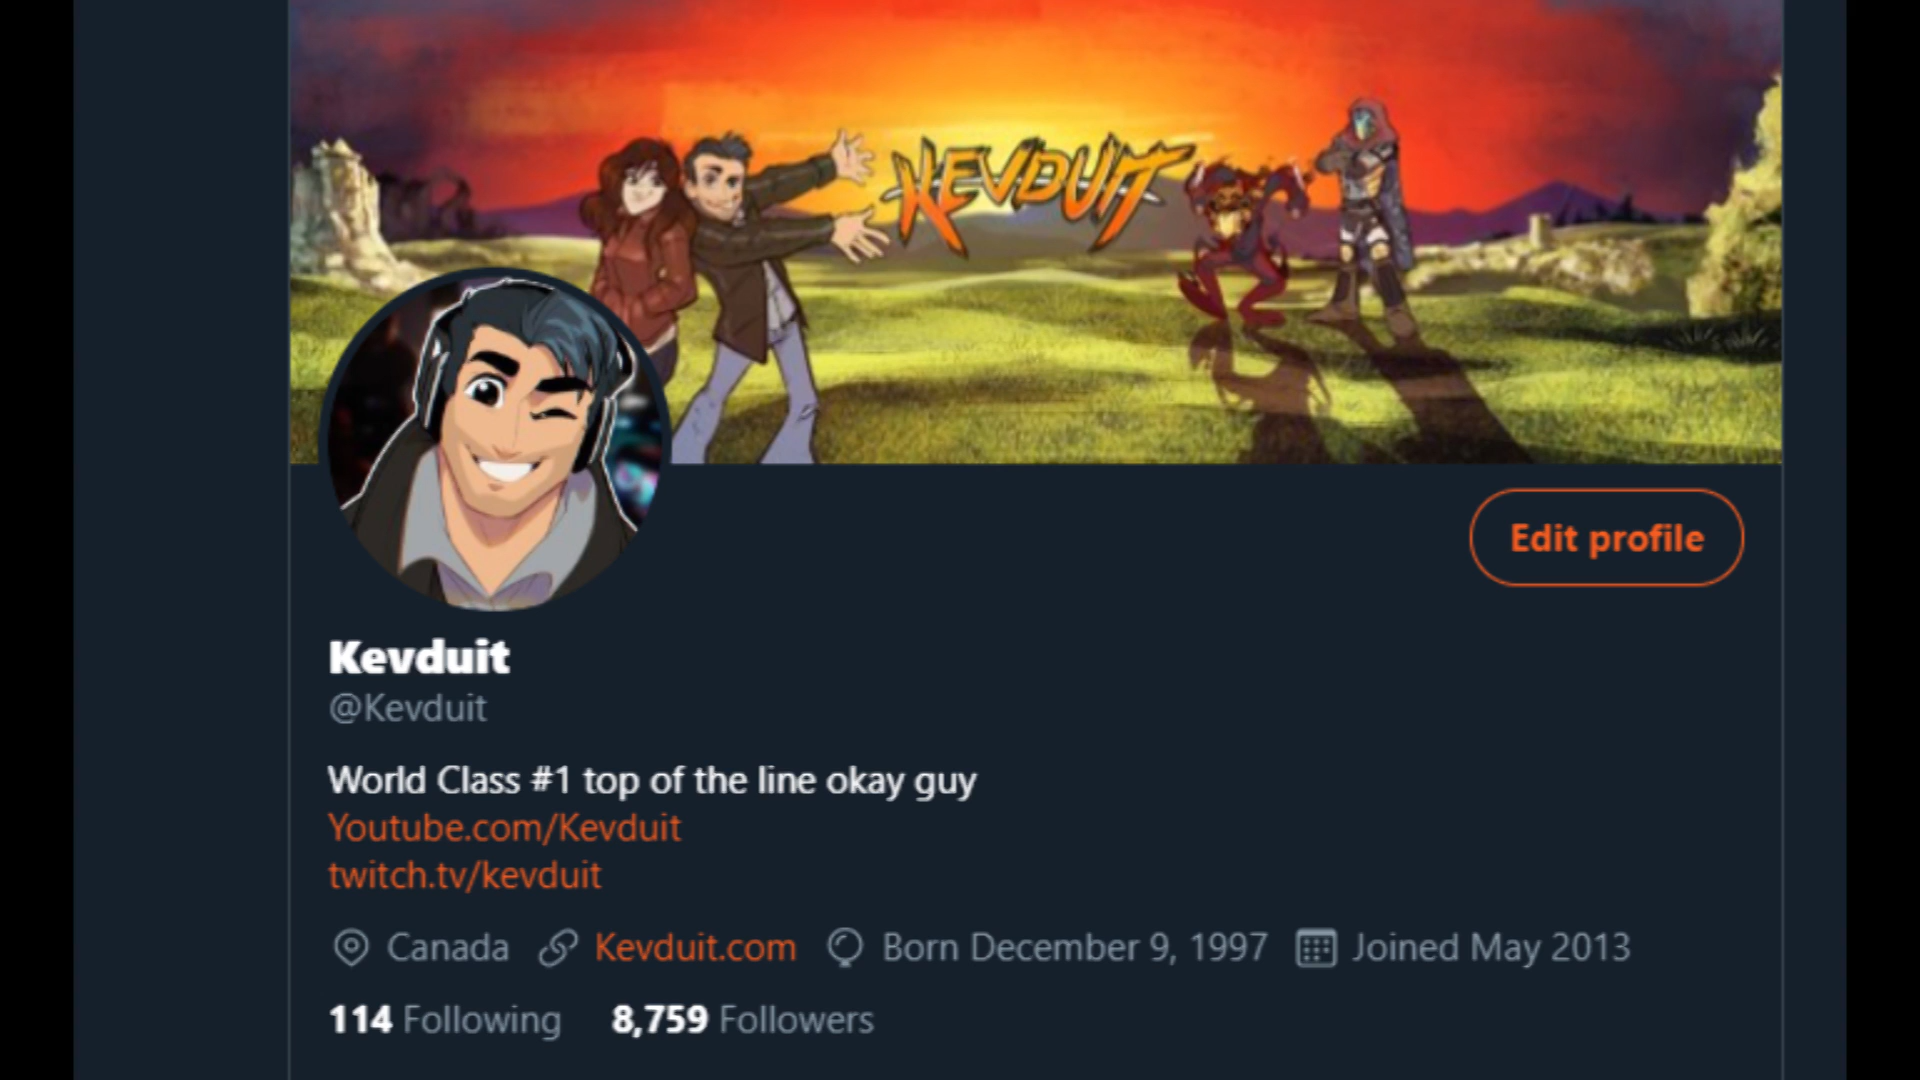 KEVDUIT
Edit profile
Kevduit
@Kevduit
World Class #1 top of the line okay guy
Youtube.com/Kevduit
twitch.tv/kevduit
Canada Kevduit.com Born December 9, 1997 Joined May 2013
114 Following 8,759 Followers